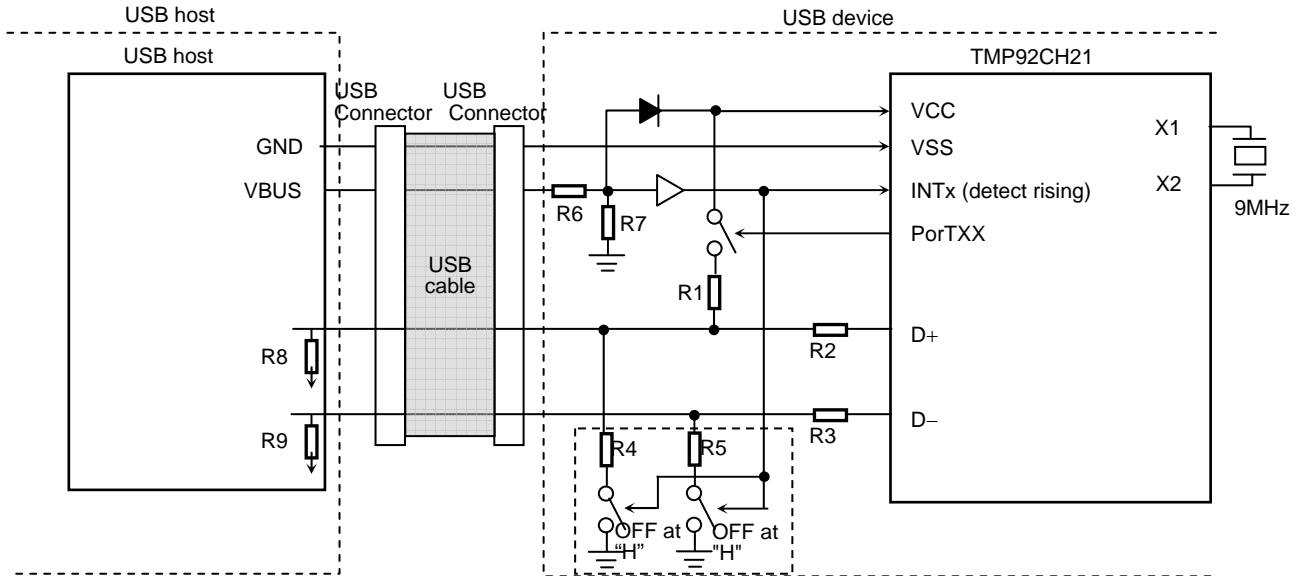 USB host
USB device
USB host
TMP92CH21
USB
Connector
USB
Connector
VCC
X1
GND
VSS
VBUS
INTx (detect rising)
X2
R6
R7
9MHz
PorTXX
USB
cable
R1
D+
R8
R2
D−
R9
R3
R4
R5
OFF at
“H”
OFF at
"H"